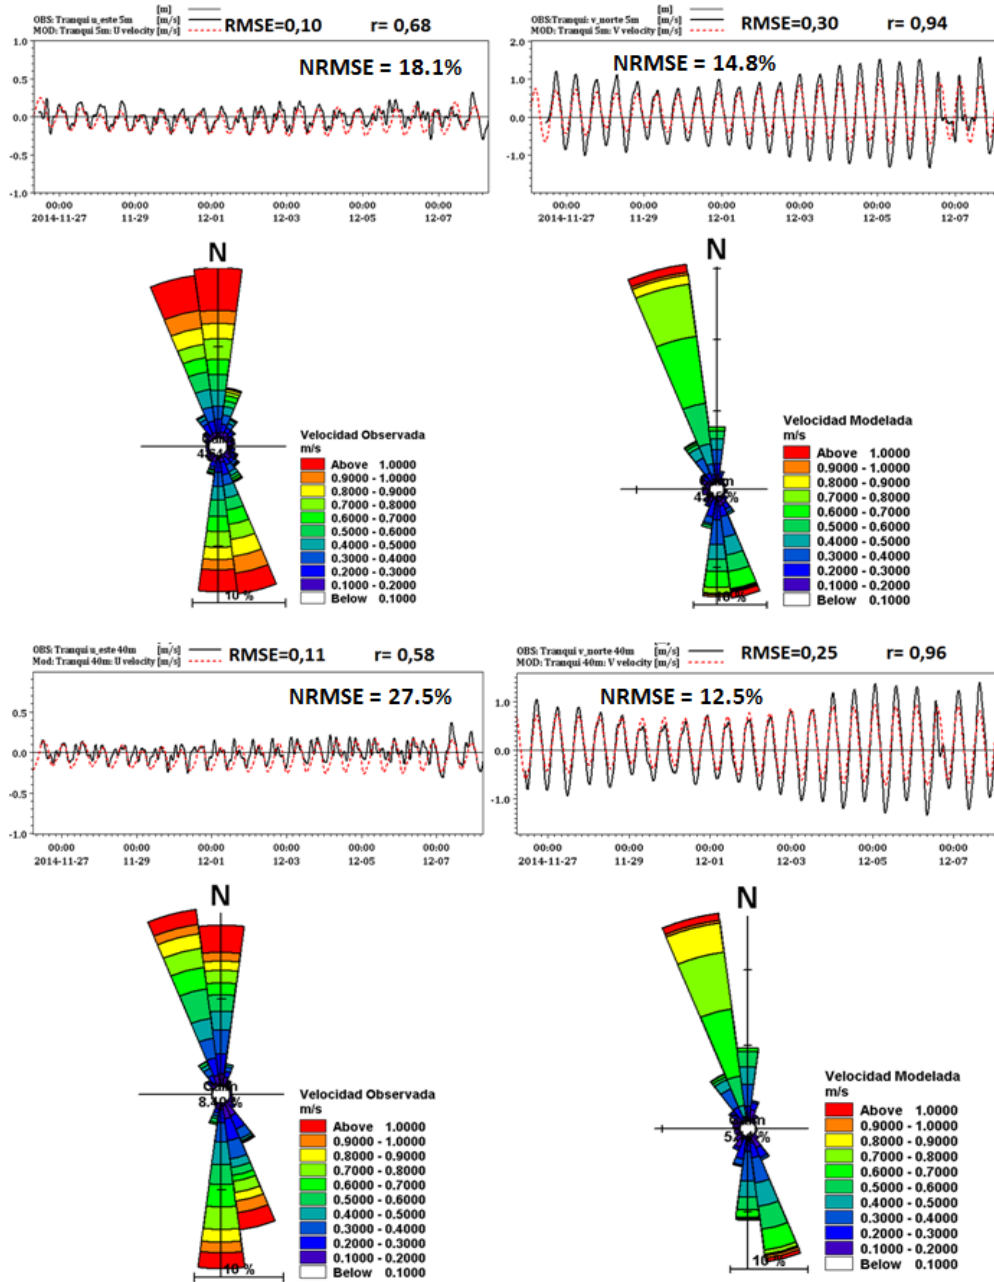 [m]
OBS: Tranqui u_este 5m [m/s]
MOD: Tranqui 5m: U velocity [m/s]
RMSE=0,10 r= 0,68
NRMSE = 18.1%
1.0
0.5
0.0
-0.5
-1.0
00:00 00:00 00:00 00:00 00:00 00:00
2014-11-27 11-29 12-01 12-03 12-05 12-07
[m]
OBS: Tranqui: v_norte 5m [m/s]
MOD: Tranqui 5m: V velocity [m/s]
RMSE=0,30 r= 0,94
NRMSE = 14.8%
2.0
1.0
0.0
-1.0
00:00 00:00 00:00 00:00 00:00 00:00
2014-11-27 11-29 12-01 12-03 12-05 12-07
N
10 %
Velocidad Observada
m/s
Above 1.0000
0.9000 - 1.0000
0.8000 - 0.9000
0.7000 - 0.8000
0.6000 - 0.7000
0.5000 - 0.6000
0.4000 - 0.5000
0.3000 - 0.4000
0.2000 - 0.3000
0.1000 - 0.2000
Below 0.1000
N
10 %
Velocidad Modelada
m/s
Above 1.0000
0.9000 - 1.0000
0.8000 - 0.9000
0.7000 - 0.8000
0.6000 - 0.7000
0.5000 - 0.6000
0.4000 - 0.5000
0.3000 - 0.4000
0.2000 - 0.3000
0.1000 - 0.2000
Below 0.1000
OBS: Tranqui u_este 40m [m/s]
Mod: Tranqui 40m: U velocity [m/s]
RMSE=0,11 r= 0,58
NRMSE = 27.5%
0.5
0.0
-0.5
-1.0
00:00 00:00 00:00 00:00 00:00 00:00
2014-11-27 11-29 12-01 12-03 12-05 12-07
OBS: Tranqui v_norte 40m [m/s]
MOD: Tranqui 40m: V velocity [m/s]
RMSE=0,25 r= 0,96
NRMSE = 12.5%
1.0
0.0
-1.0
00:00 00:00 00:00 00:00 00:00 00:00
2014-11-27 11-29 12-01 12-03 12-05 12-07
N
Calm
8.40 %
10 %
Velocidad Observada
m/s
Above 1.0000
0.9000 - 1.0000
0.8000 - 0.9000
0.7000 - 0.8000
0.6000 - 0.7000
0.5000 - 0.6000
0.4000 - 0.5000
0.3000 - 0.4000
0.2000 - 0.3000
0.1000 - 0.2000
Below 0.1000
N
10 %
Velocidad Modelada
m/s
Above 1.0000
0.9000 - 1.0000
0.8000 - 0.9000
0.7000 - 0.8000
0.6000 - 0.7000
0.5000 - 0.6000
0.4000 - 0.5000
0.3000 - 0.4000
0.2000 - 0.3000
0.1000 - 0.2000
Below 0.1000